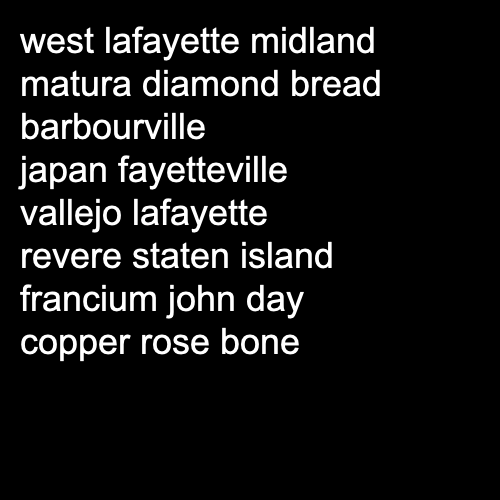 west lafayette midland
matura diamond bread
barbourville
japan fayetteville
vallejo lafayette
revere staten island
francium john day
copper rose bone